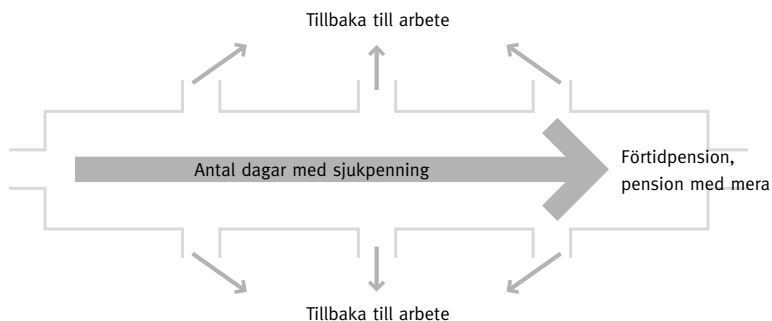 Tillbaka till arbete
Antal dagar med sjukpenning
Förtidpension,
pension med mera
Tillbaka till arbete